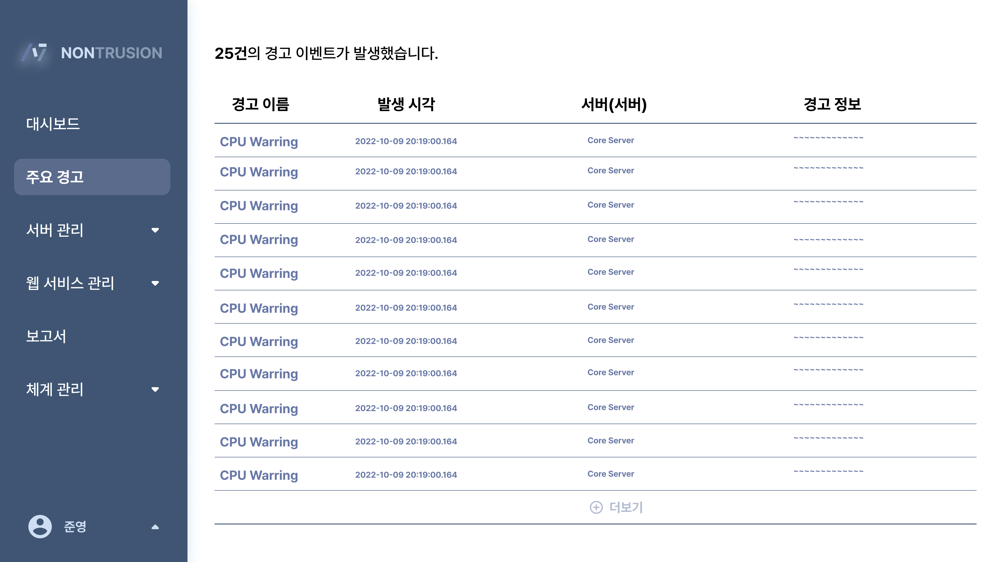 NONTRUSION
대시보드
주요 경고
서버 관리
웹 서비스 관리
보고서
체계 관리
준영
25건의 경고 이벤트가 발생했습니다.
경고 이름 발생 시각 서버(서버) 경고 정보
CPU Warring 2022-10-09 20:19:00.164 Core Server ~~~~~~~~~~~~~
CPU Warring 2022-10-09 20:19:00.164 Core Server ~~~~~~~~~~~~~
CPU Warring 2022-10-09 20:19:00.164 Core Server ~~~~~~~~~~~~~
CPU Warring 2022-10-09 20:19:00.164 Core Server ~~~~~~~~~~~~~
CPU Warring 2022-10-09 20:19:00.164 Core Server ~~~~~~~~~~~~~
CPU Warring 2022-10-09 20:19:00.164 Core Server ~~~~~~~~~~~~~
CPU Warring 2022-10-09 20:19:00.164 Core Server ~~~~~~~~~~~~~
CPU Warring 2022-10-09 20:19:00.164 Core Server ~~~~~~~~~~~~~
CPU Warring 2022-10-09 20:19:00.164 Core Server ~~~~~~~~~~~~~
CPU Warring 2022-10-09 20:19:00.164 Core Server ~~~~~~~~~~~~~
CPU Warring 2022-10-09 20:19:00.164 Core Server ~~~~~~~~~~~~~
더보기